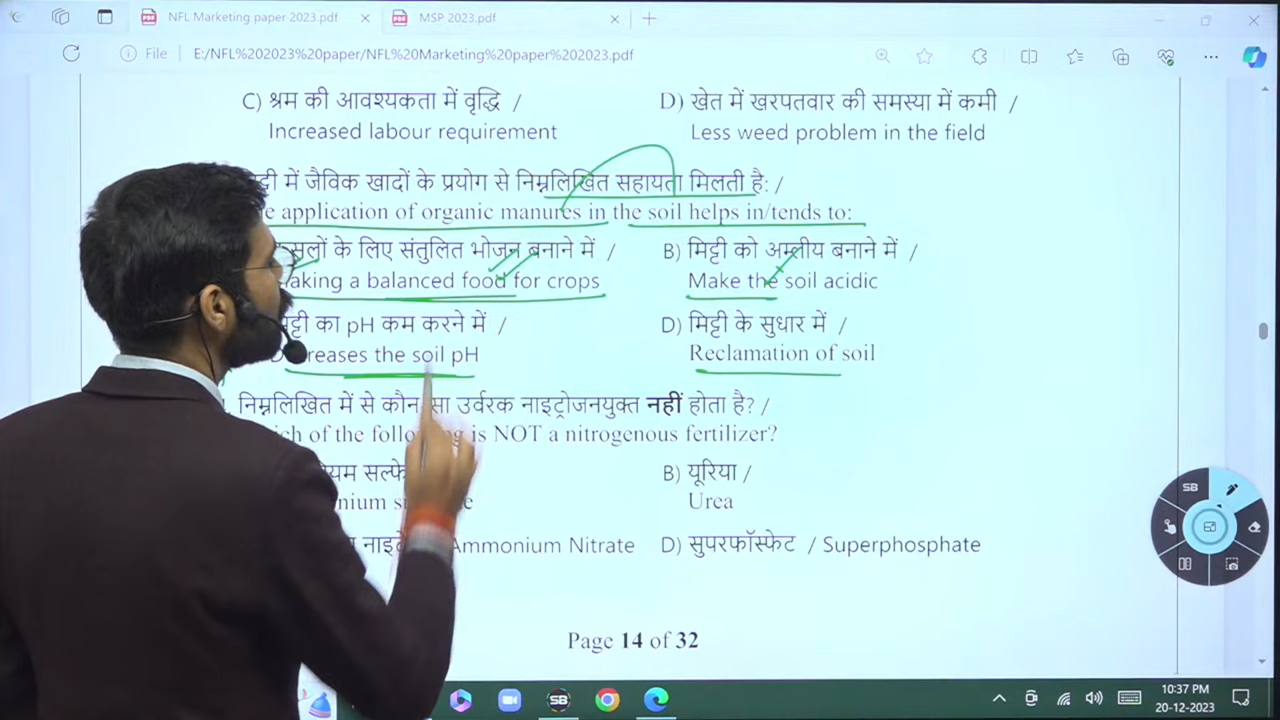 NFL Marketing paper 2023.pdf
MSP 2023.pdf
File E:/NFL%202023%20paper/NFL%20Marketing%20paper%202023.pdf
C) श्रम की आवश्यकता में वृद्धि / D) खेत में खरपतवार की समस्या में कमी /
Increased labour requirement Less weed problem in the field
में जैविक खादों के प्रयोग से निम्नलिखित सहायता मिलती है: /
application of organic manures in the soil helps in/tends to:
के लिए संतुलित भोजन बनाने में / B) मिट्टी को अम्लीय बनाने में /
a balanced food for crops Make the soil acidic
का pH कम करने में / D) मिट्टी के सुधार में /
the soil pH Reclamation of soil
निम्नलिखित में से कौन सा उर्वरक नाइट्रोजनयुक्त नहीं होता है? /
of the following is NOT a nitrogenous fertilizer?
B) यूरिया /
Urea
Ammonium Nitrate D) सुपरफॉस्फेट / Superphosphate
Page 14 of 32
SB
SB
10:37 PM
20-12-2023